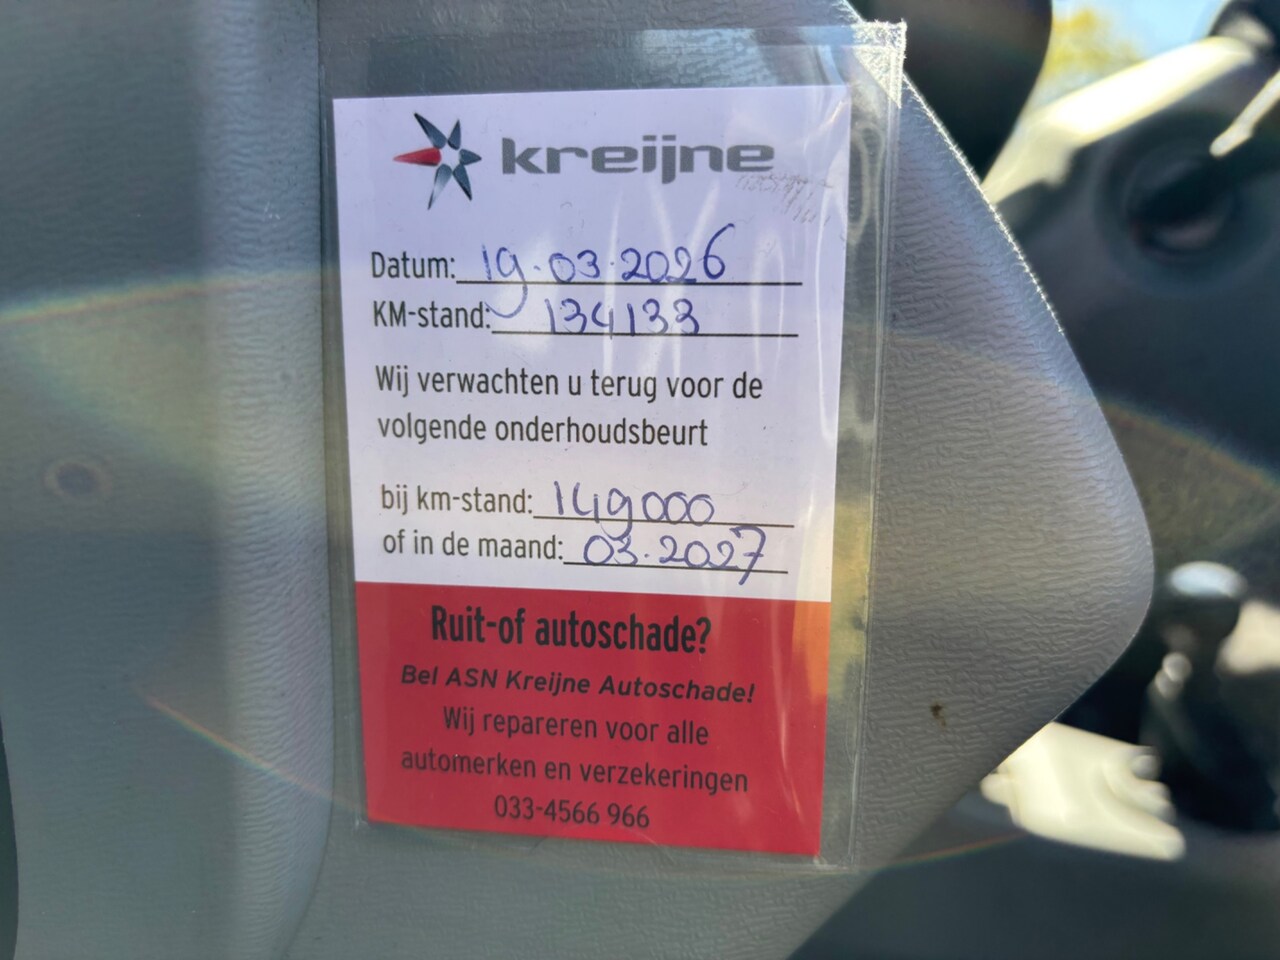 kreijne
Datum: 19.03.2026
KM-stand: 134133
Wij verwachten u terug voor de
volgende onderhoudsbeurt
bij km-stand: 149000
of in de maand: 03.2027
Ruit-of autoschade?
Bel ASN Kreijne Autoschade!
Wij repareren voor alle
automerken en verzekeringen
033-4566 966